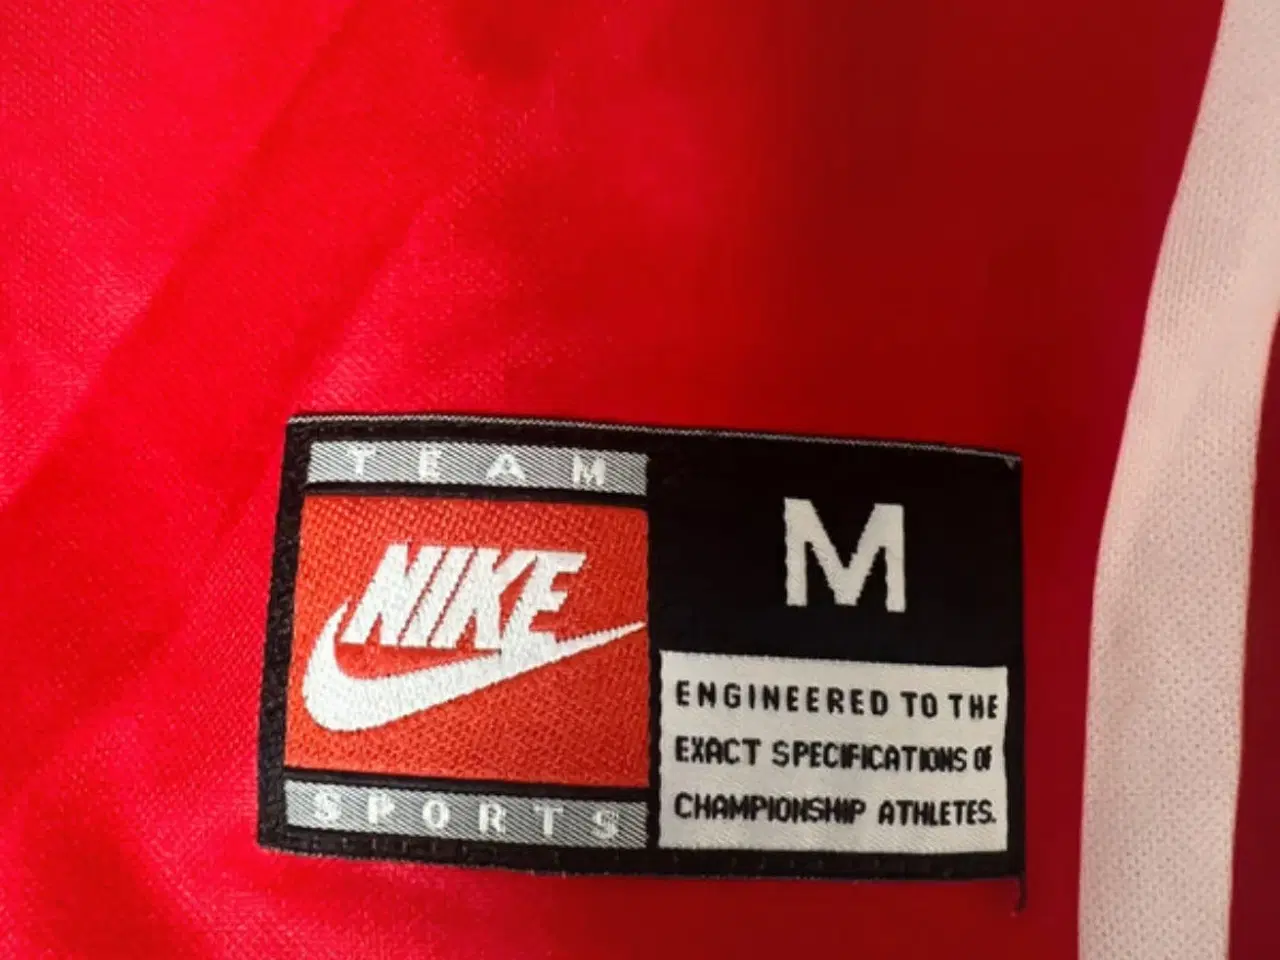 TEAM
NIKE
SPORTS
M
ENGINEERED TO THE
EXACT SPECIFICATIONS OF
CHAMPIONSHIP ATHLETES.